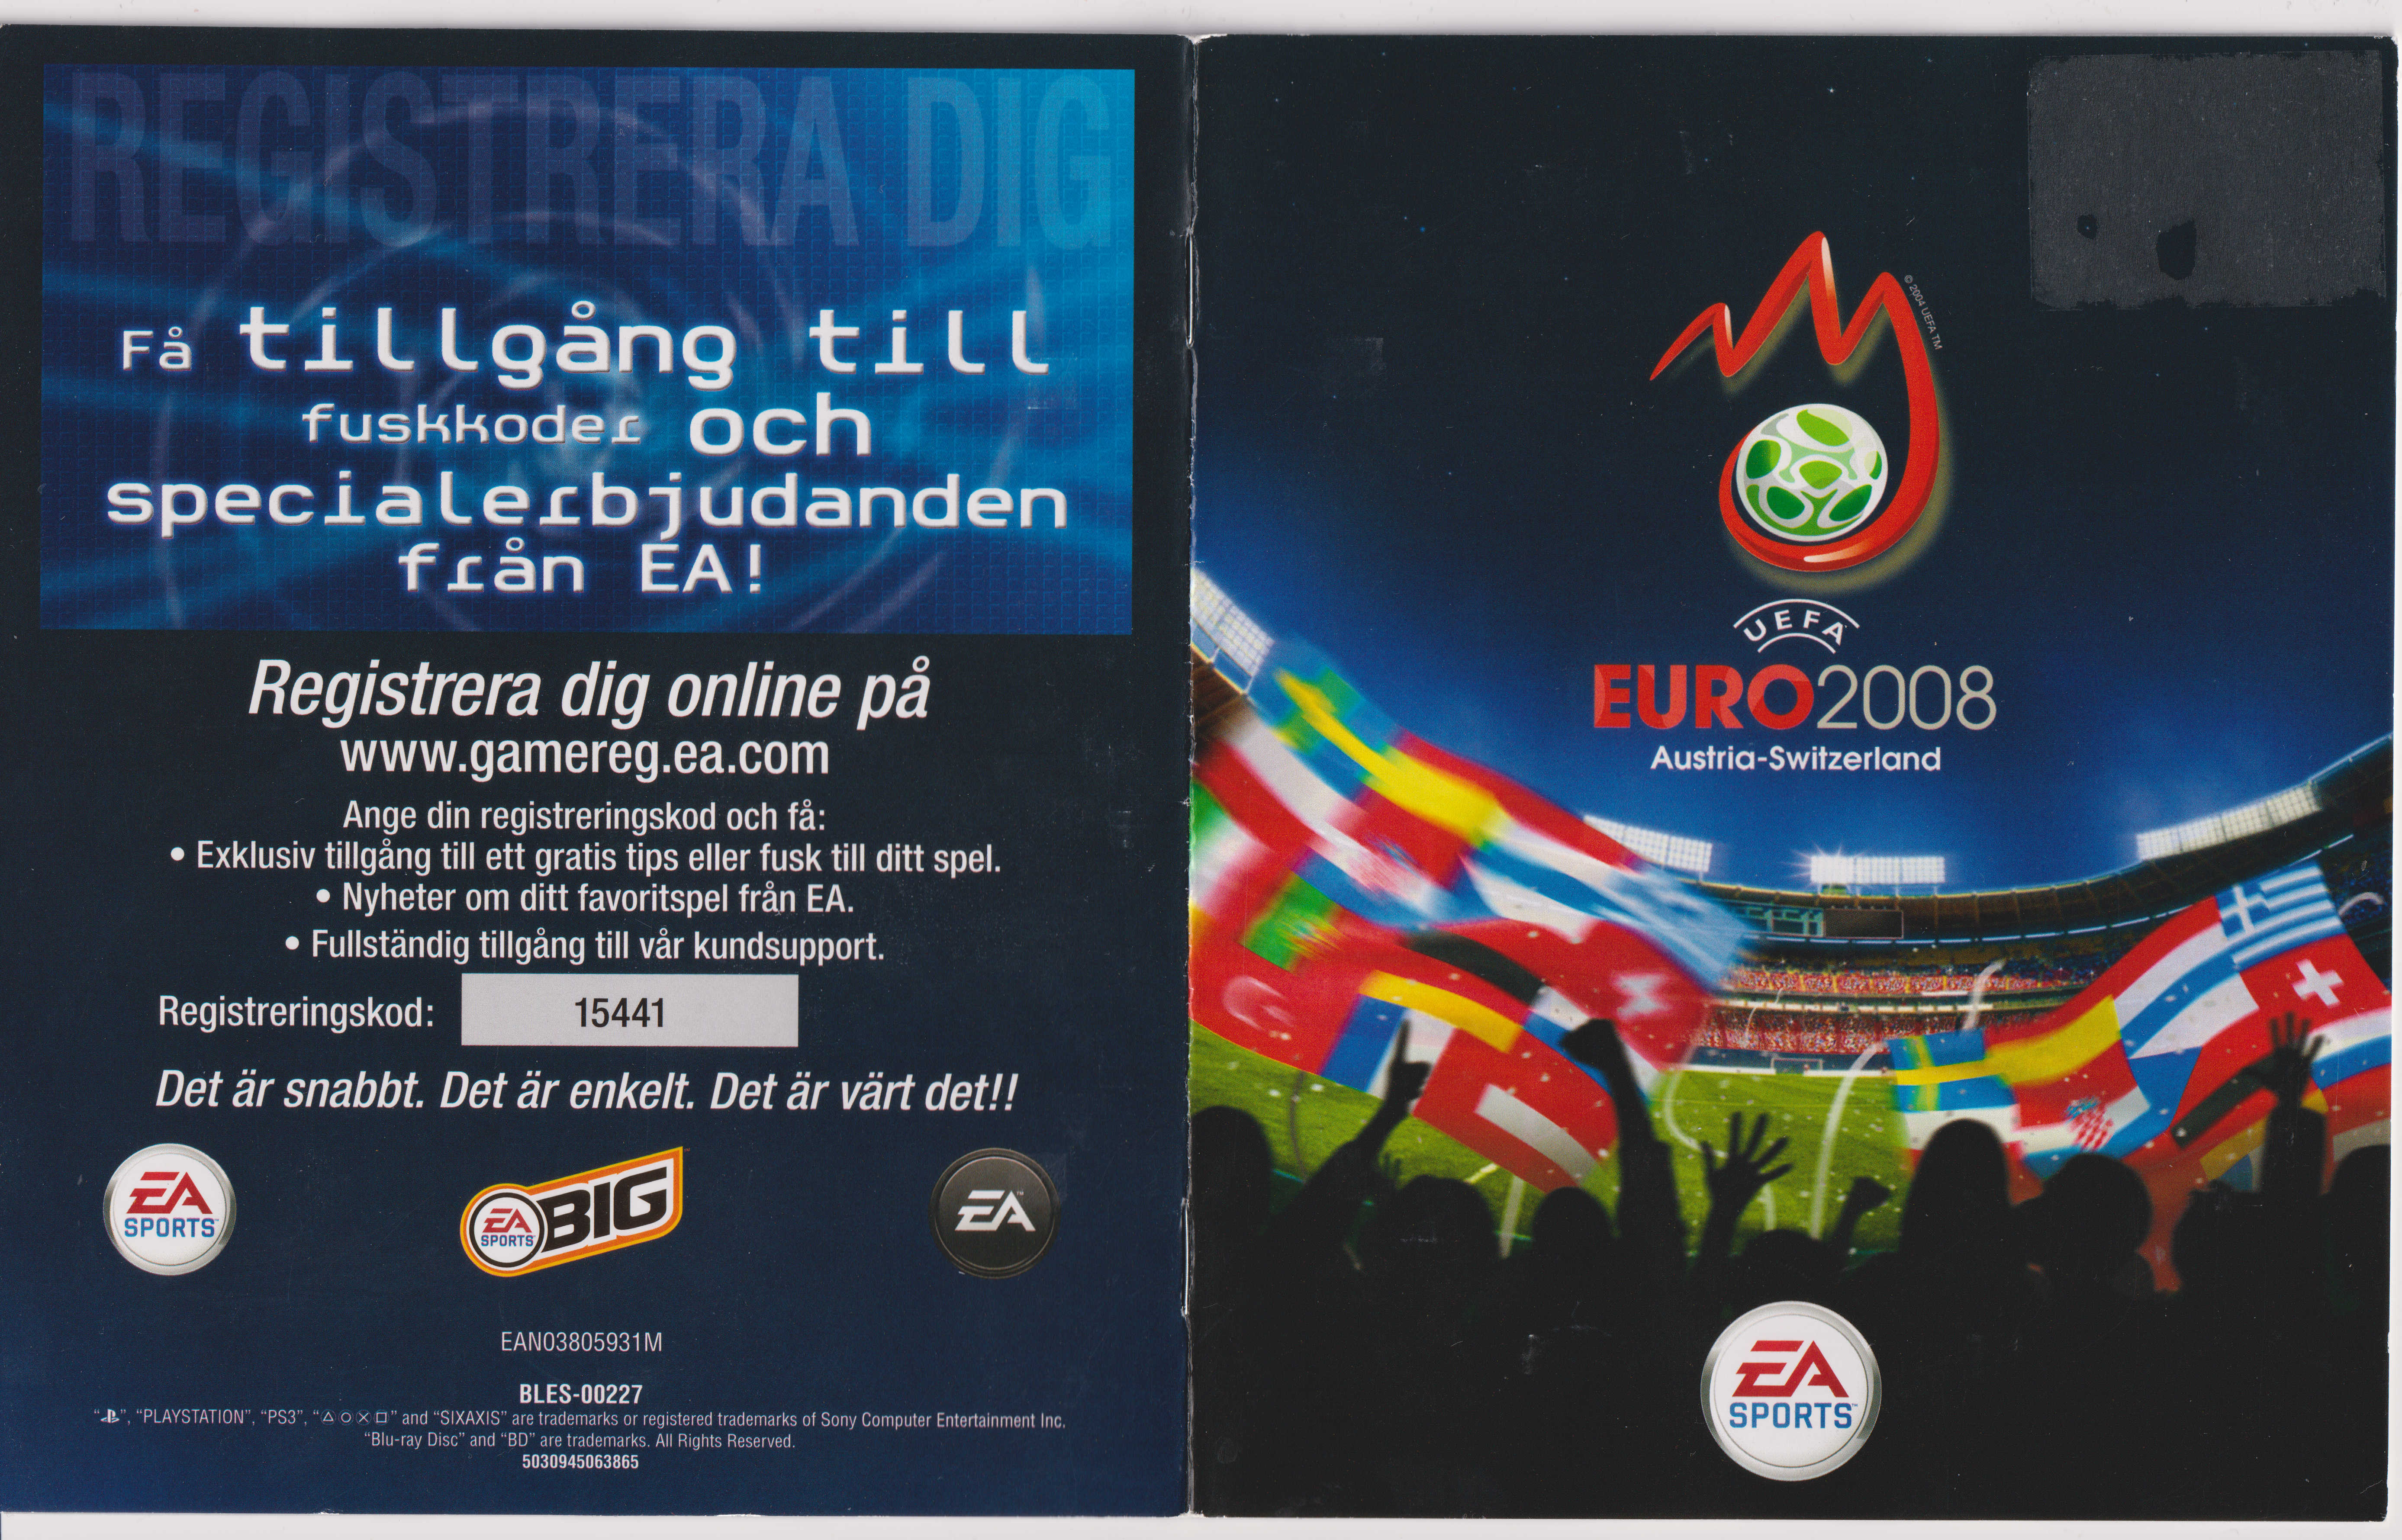 REGISTRERA DIG
Få tillgång till
fuskkoder och
specialerbjudanden
från EA!
Registrera dig online på
www.gamereg.ea.com
Ange din registreringskod och få:
• Exklusiv tillgång till ett gratis tips eller fusk till ditt spel.
• Nyheter om ditt favoritspel från EA.
• Fullständig tillgång till vår kundsupport.
Registreringskod: 15441
Det är snabbt. Det är enkelt. Det är värt det!!
EA
SPORTS™
EA
SPORTS™
BIG
EA™
EAN03805931M
BLES-00227
“”, “PLAYSTATION”, “PS3”, “△○✕□” and “SIXAXIS” are trademarks or registered trademarks of Sony Computer Entertainment Inc.
“Blu-ray Disc” and “BD” are trademarks. All Rights Reserved.
5030945063865
© 2004 UEFA TM
UEFA
EURO2008
Austria-Switzerland
EA
SPORTS™